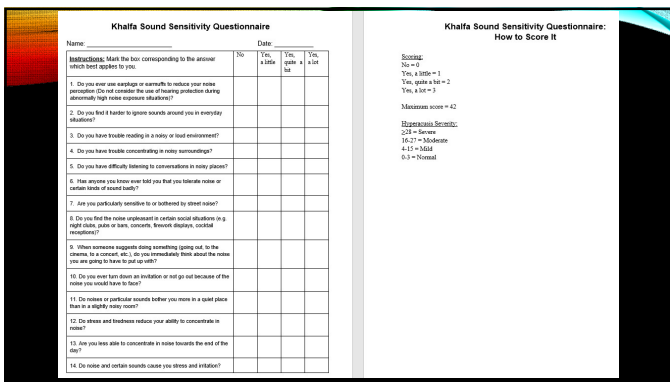 Khalfa Sound Sensitivity Questionnaire
Name: ____________________ Date: __________
Instructions: Mark the box corresponding to the answer
which best applies to you.
No
Yes,
a little
Yes,
quite a
bit
Yes,
a lot
1 Do you ever use earplugs or earmuffs to reduce your noise
perception (Do not consider the use of hearing protection during
abnormally high noise exposure situations)?
2. Do you find it harder to ignore sounds around you in everyday
situations?
3. Do you have trouble reading in a noisy or loud environment?
4. Do you have trouble concentrating in noisy surroundings?
5. Do you have difficulty listening to conversations in noisy places?
6. Has anyone you know ever told you that you tolerate noise or
certain kinds of sound badly?
7. Are you particularly sensitive to or bothered by street noise?
8. Do you find the noise unpleasant in certain social situations (e.g.
night clubs, pubs or bars, concerts, firework displays, cocktail
receptions)?
9. When someone suggests doing something (going out, to the
cinema, to a concert, etc.), do you immediately think about the noise
you are going to have to put up with?
10. Do you ever turn down an invitation or not go out because of the
noise you would have to face?
11. Do noises or particular sounds bother you more in a quiet place
than in a slightly noisy room?
12. Do stress and tiredness reduce your ability to concentrate in
noise?
13. Are you less able to concentrate in noise towards the end of the
day?
14. Do noise and certain sounds cause you stress and irritation?
Khalfa Sound Sensitivity Questionnaire:
How to Score It
Scoring:
No = 0
Yes, a little = 1
Yes, quite a bit = 2
Yes, a lot = 3
Maximum score = 42
Hyperacusis Severity:
≥28 = Severe
16-27 = Moderate
4-15 = Mild
0-3 = Normal